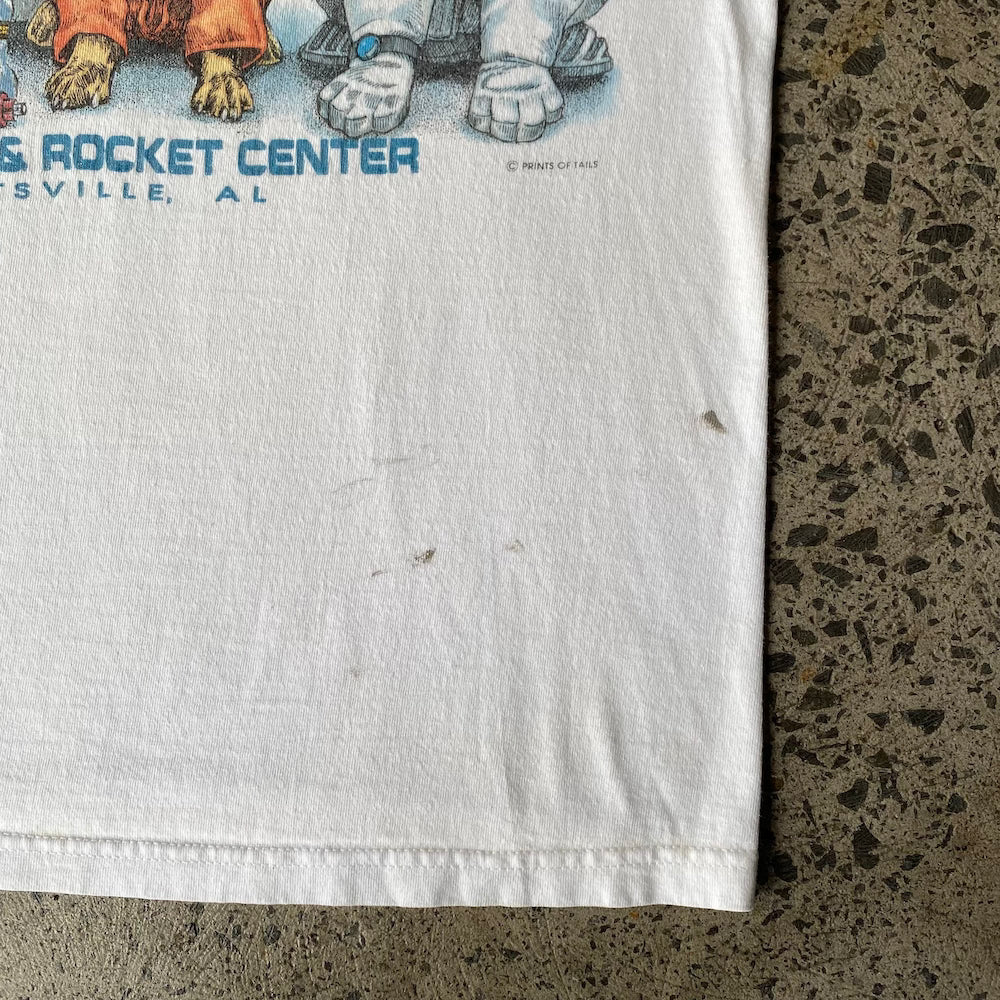 & ROCKET CENTER
TSVILLE, AL
© PRINTS OF TAILS